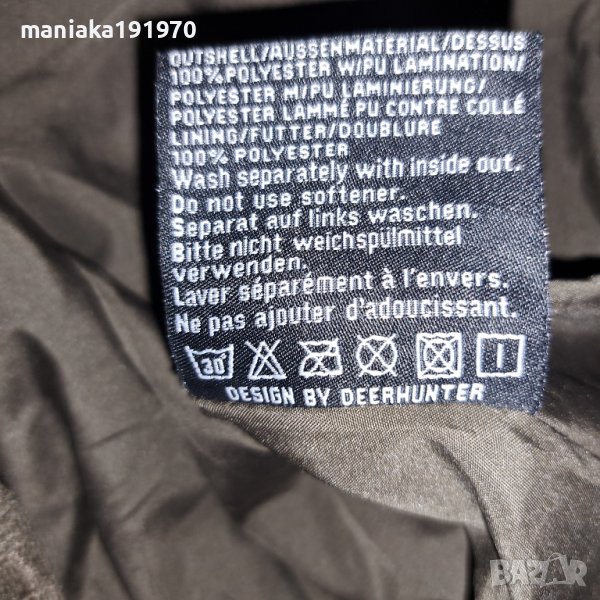 maniaka191970
OUTSHELL/AUSSENMATERIAL/DESSUS
100% POLYESTER W/PU LAMINATION/
POLYESTER M/PU LAMINIERUNG/
POLYESTER LAMMÉ PU CONTRE COLLÉ
LINING/FUTTER/DOUBLURE
100% POLYESTER
Wash separately with inside out.
Do not use softener.
Separat auf links waschen.
Bitte nicht weichspülmittel
verwenden.
Laver séparément à l'envers.
Ne pas ajouter d'adoucissant.
30°
DESIGN BY DEERHUNTER
BAZAR